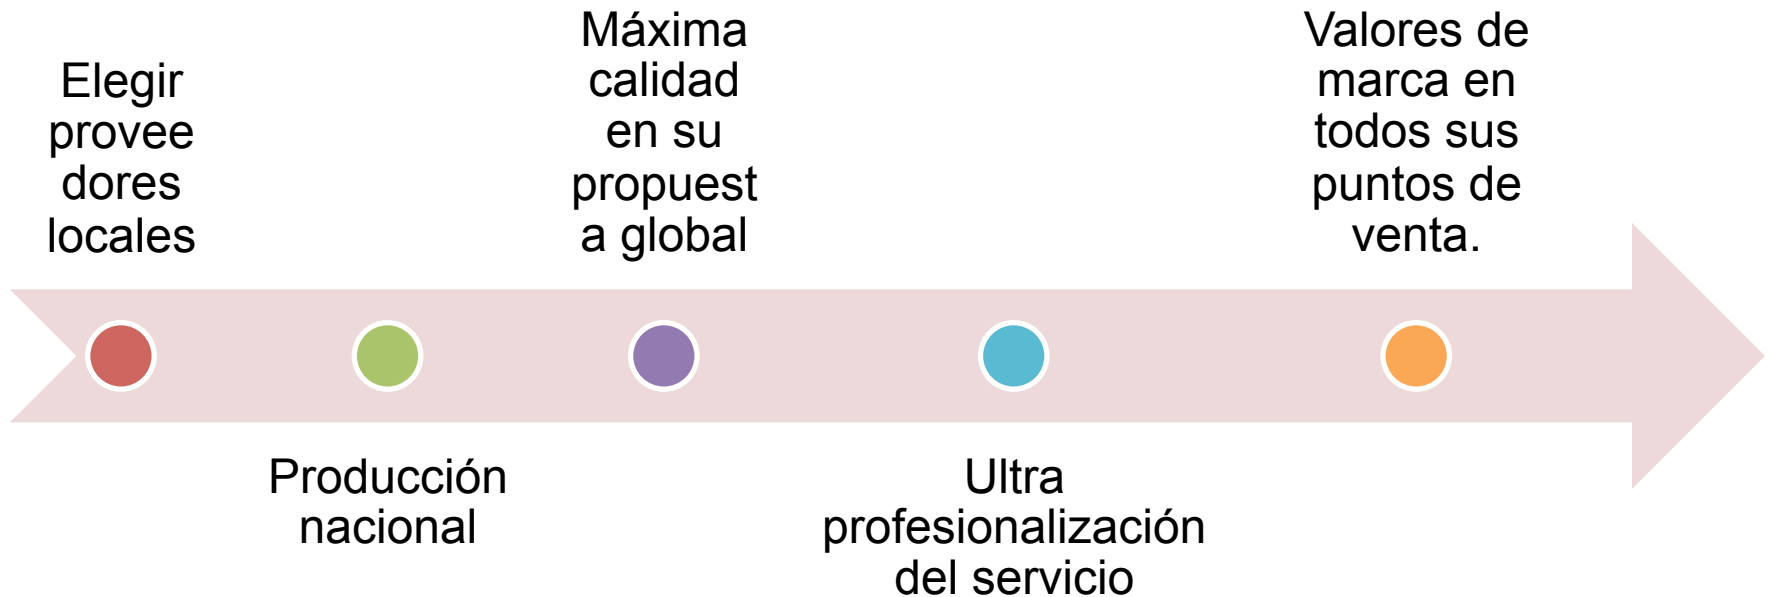 Elegir
provee
dores
locales
Producción
nacional
Máxima
calidad
en su
propuest
a global
Ultra
profesionalización
del servicio
Valores de
marca en
todos sus
puntos de
venta.